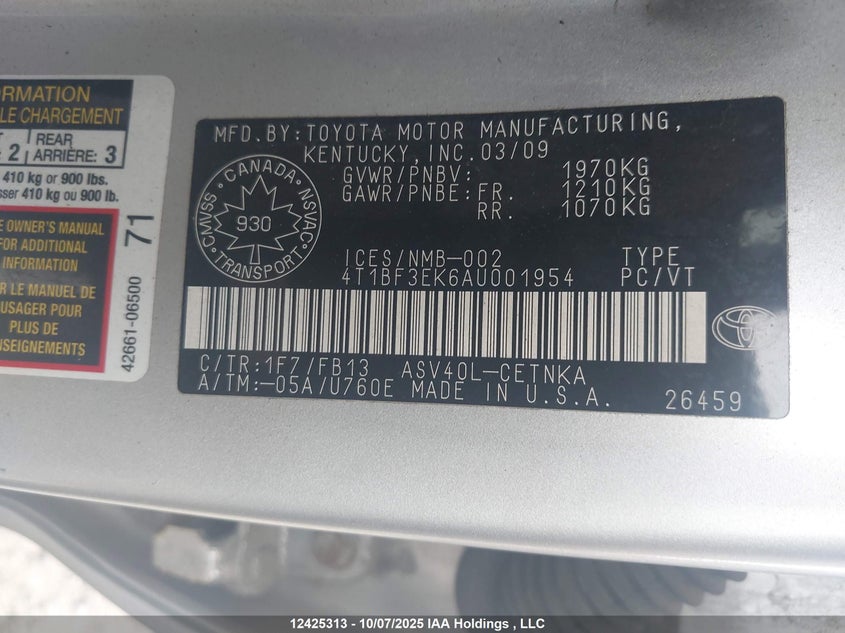 ORMATION
LE CHARGEMENT
2
REAR
ARRIÈRE: 3
410 kg or 900 lbs.
sser 410 kg ou 900 lb.
E OWNER'S MANUAL
FOR ADDITIONAL
INFORMATION
R LE MANUEL DE
USAGER POUR
PLUS DE
NSEIGNEMENTS
42661-06500
71
MFD.BY:TOYOTA MOTOR MANUFACTURING,
KENTUCKY,INC.03/09
GVWR/PNBV: 1970KG
GAWR/PNBE:FR. 1210KG
RR. 1070KG
CANADA
CMVSS 930 NSVAC
TRANSPORT
ICES/NMB-002 TYPE
4T1BF3EK6AU001954 PC/VT
C/TR:1F7/FB13 ASV40L-CETNKA
A/TM:-05A/U760E MADE IN U.S.A. 26459
12425313 - 10/07/2025 IAA Holdings , LLC